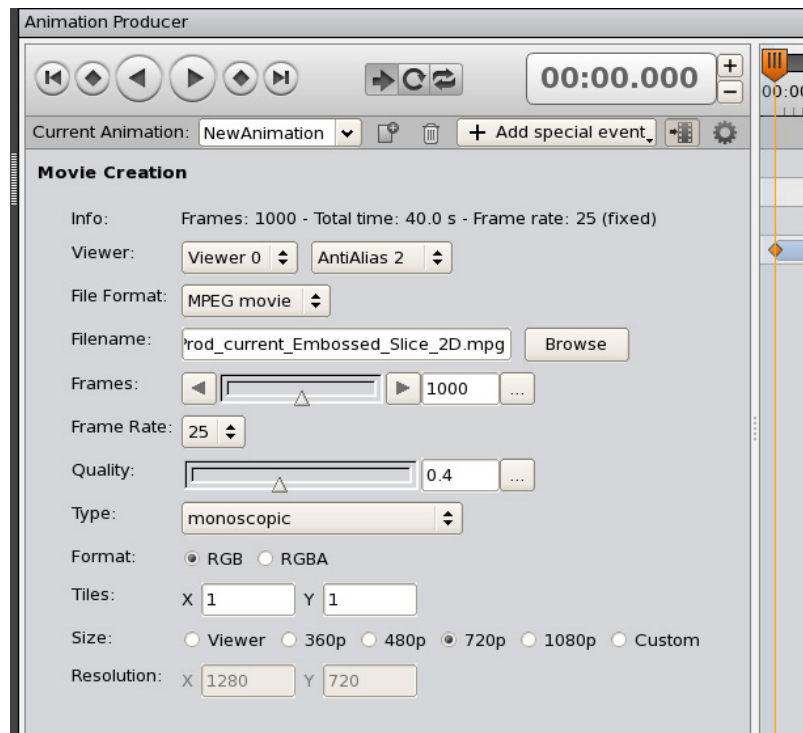 Animation Producer
00:00.000 + −
00:00
Current Animation: NewAnimation + Add special event
Movie Creation
Info: Frames: 1000 - Total time: 40.0 s - Frame rate: 25 (fixed)
Viewer: Viewer 0 AntiAlias 2
File Format: MPEG movie
Filename: Prod_current_Embossed_Slice_2D.mpg Browse
Frames: 1000 ...
Frame Rate: 25
Quality: 0.4 ...
Type: monoscopic
Format: RGB RGBA
Tiles: X 1 Y 1
Size: Viewer 360p 480p 720p 1080p Custom
Resolution: X 1280 Y 720